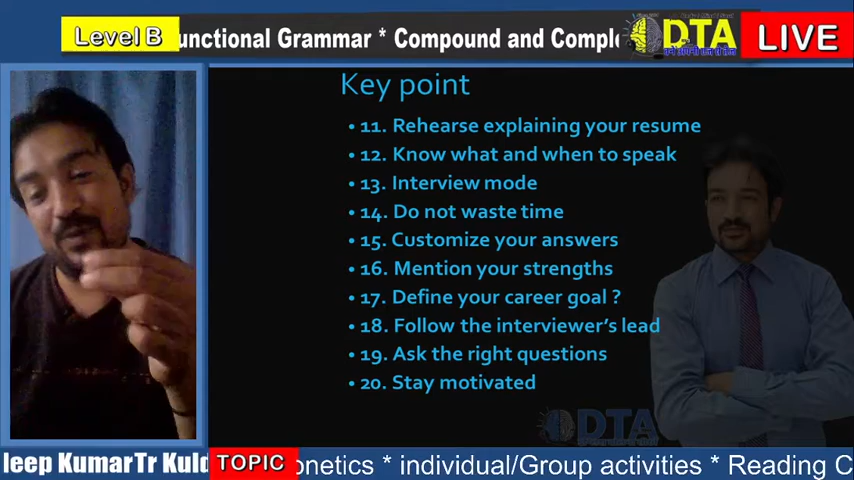 Level B
unctional Grammar * Compound and Comple
DTA
LIVE
Key point
• 11. Rehearse explaining your resume
• 12. Know what and when to speak
• 13. Interview mode
• 14. Do not waste time
• 15. Customize your answers
• 16. Mention your strengths
• 17. Define your career goal ?
• 18. Follow the interviewer's lead
• 19. Ask the right questions
• 20. Stay motivated
DTA
leep KumarTr Kuld
TOPIC
onetics * individual/Group activities * Reading C